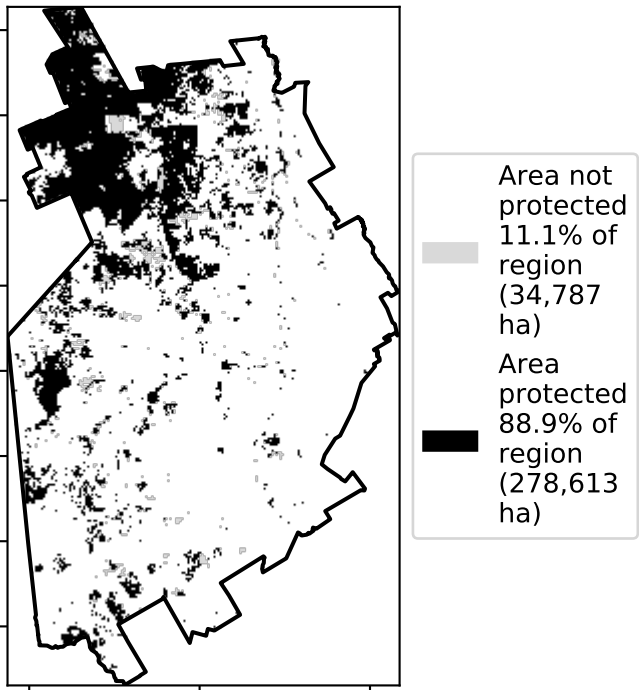 Area not
protected
11.1% of
region
(34,787
ha)
Area
protected
88.9% of
region
(278,613
ha)